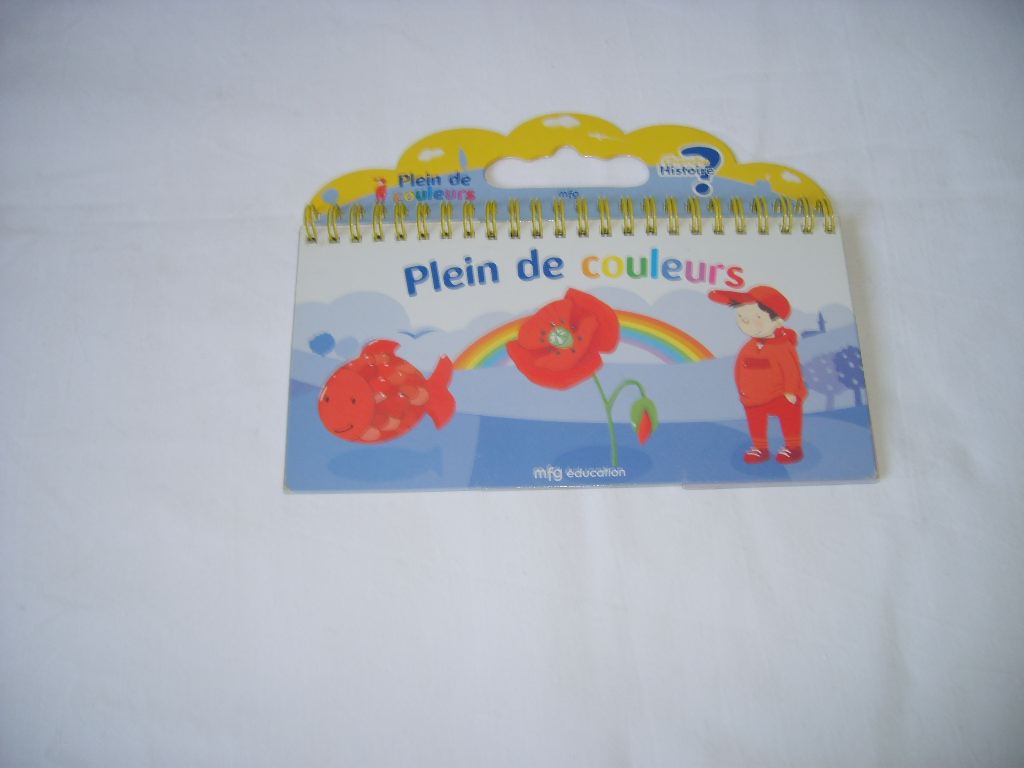 Plein de
couleurs
mfg
Histoire ?
Plein de couleurs
mfg éducation